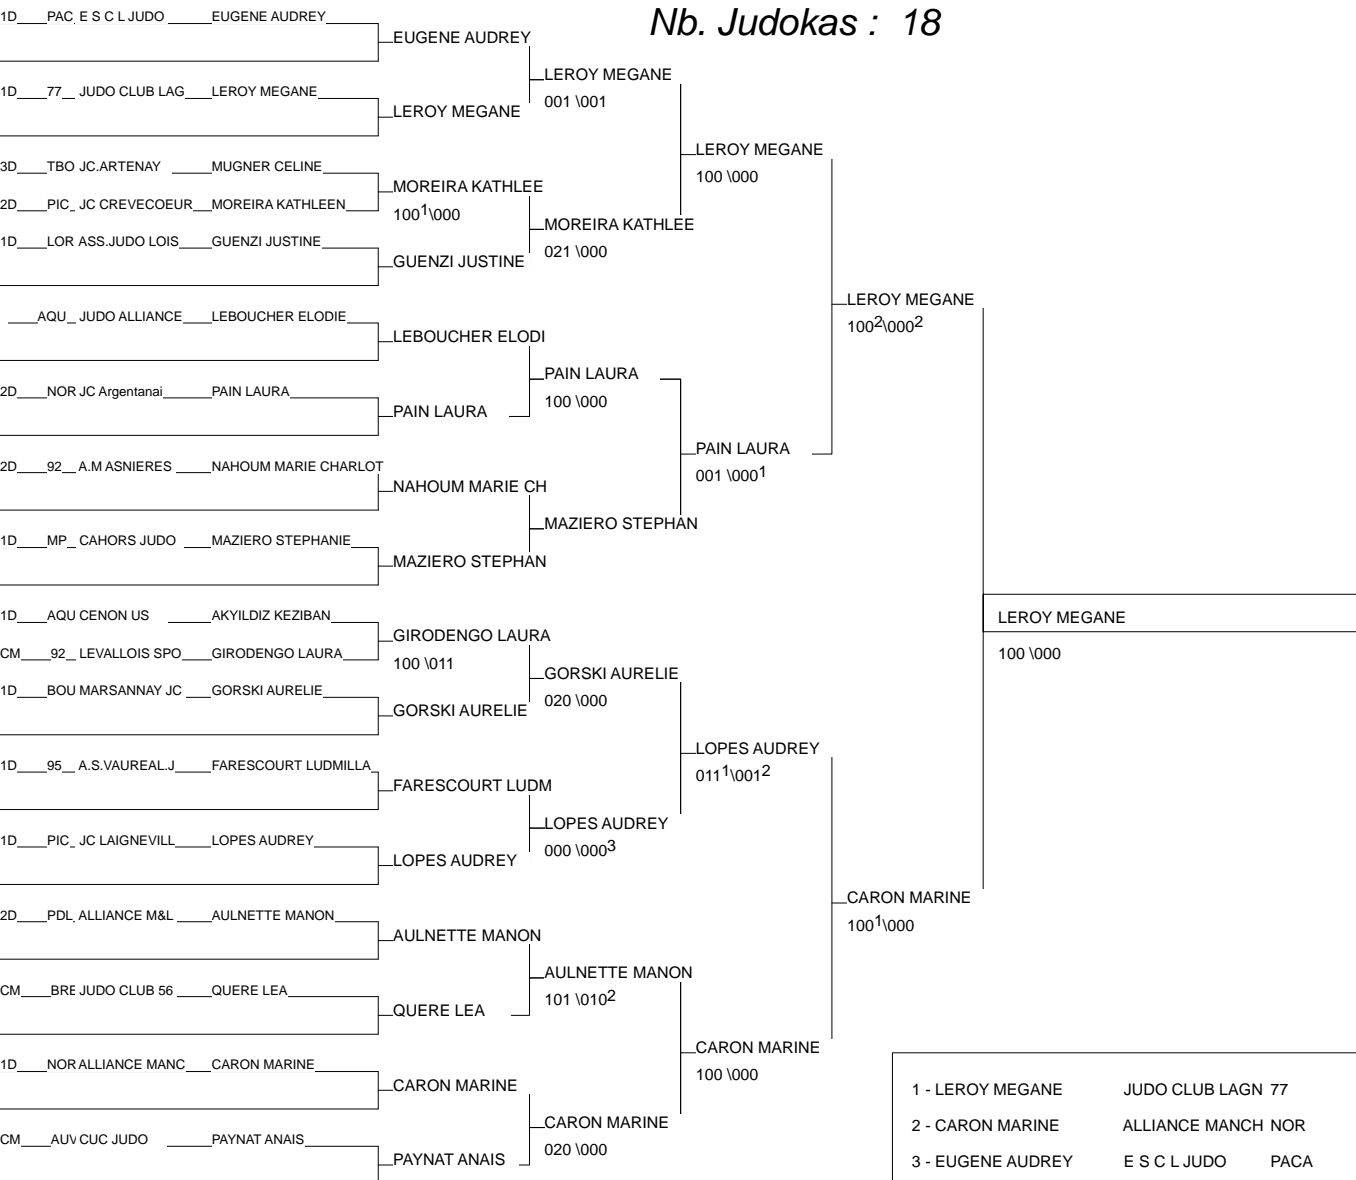 Nb. Judokas : 18
1D PAC E S C L JUDO EUGENE AUDREY
EUGENE AUDREY
LEROY MEGANE
001 \001
1D 77 JUDO CLUB LAG LEROY MEGANE
LEROY MEGANE
LEROY MEGANE
100 \000
3D TBO JC.ARTENAY MUGNER CELINE
MOREIRA KATHLEE
100¹\000
2D PIC JC CREVECOEUR MOREIRA KATHLEEN
MOREIRA KATHLEE
021 \000
1D LOR ASS.JUDO LOIS GUENZI JUSTINE
GUENZI JUSTINE
LEROY MEGANE
100²\000²
AQU JUDO ALLIANCE LEBOUCHER ELODIE
LEBOUCHER ELODI
PAIN LAURA
100 \000
2D NOR JC Argentanai PAIN LAURA
PAIN LAURA
PAIN LAURA
001 \000¹
2D 92 A.M ASNIERES NAHOUM MARIE CHARLOT
NAHOUM MARIE CH
MAZIERO STEPHAN
1D MP CAHORS JUDO MAZIERO STEPHANIE
MAZIERO STEPHAN
LEROY MEGANE
100 \000
1D AQU CENON US AKYILDIZ KEZIBAN
GIRODENGO LAURA
100 \011
CM 92 LEVALLOIS SPO GIRODENGO LAURA
GORSKI AURELIE
020 \000
1D BOU MARSANNAY JC GORSKI AURELIE
GORSKI AURELIE
LOPES AUDREY
011¹\001²
1D 95 A.S.VAUREAL.J FARESCOURT LUDMILLA
FARESCOURT LUDM
LOPES AUDREY
000 \000³
1D PIC JC LAIGNEVILL LOPES AUDREY
LOPES AUDREY
CARON MARINE
100¹\000
2D PDL ALLIANCE M&L AULNETTE MANON
AULNETTE MANON
AULNETTE MANON
101 \010²
CM BRE JUDO CLUB 56 QUERE LEA
QUERE LEA
CARON MARINE
100 \000
1D NOR ALLIANCE MANC CARON MARINE
CARON MARINE
CARON MARINE
020 \000
CM AUV CUC JUDO PAYNAT ANAIS
PAYNAT ANAIS
1 - LEROY MEGANE JUDO CLUB LAGN 77
2 - CARON MARINE ALLIANCE MANCH NOR
3 - EUGENE AUDREY E S C L JUDO PACA